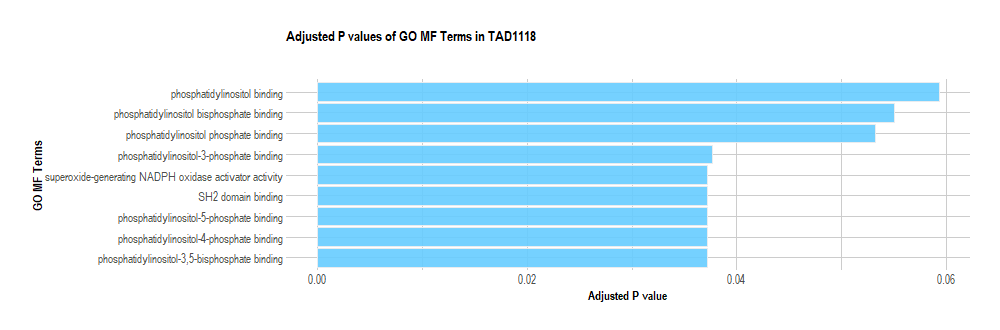 Adjusted P values of GO MF Terms in TAD1118
GO MF Terms
phosphatidylinositol binding
phosphatidylinositol bisphosphate binding
phosphatidylinositol phosphate binding
phosphatidylinositol-3-phosphate binding
superoxide-generating NADPH oxidase activator activity
SH2 domain binding
phosphatidylinositol-5-phosphate binding
phosphatidylinositol-4-phosphate binding
phosphatidylinositol-3,5-bisphosphate binding
0.00 0.02 0.04 0.06
Adjusted P value